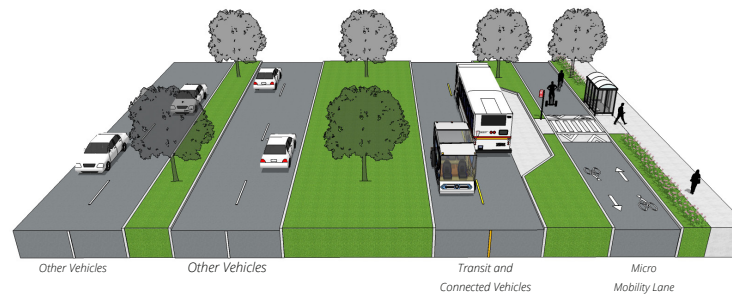 Other Vehicles
Other Vehicles
Transit and
Connected Vehicles
Micro
Mobility Lane